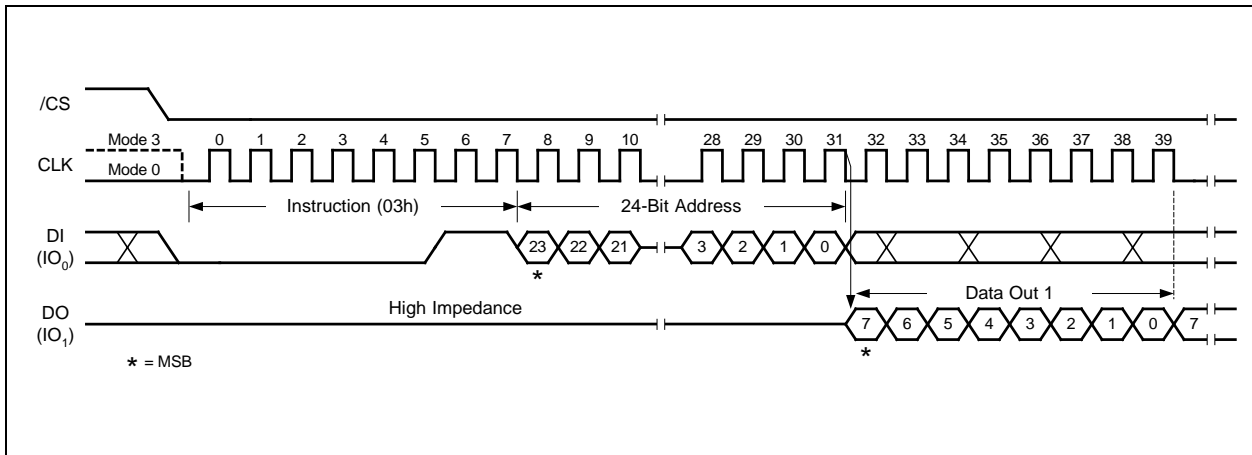 /CS
Mode 3
Mode 0
CLK
0 1 2 3 4 5 6 7 8 9 10 28 29 30 31 32 33 34 35 36 37 38 39
Instruction (03h)
24-Bit Address
DI
(IO₀)
23 22 21 3 2 1 0
*
High Impedance
Data Out 1
DO
(IO₁)
7 6 5 4 3 2 1 0 7
*
* = MSB